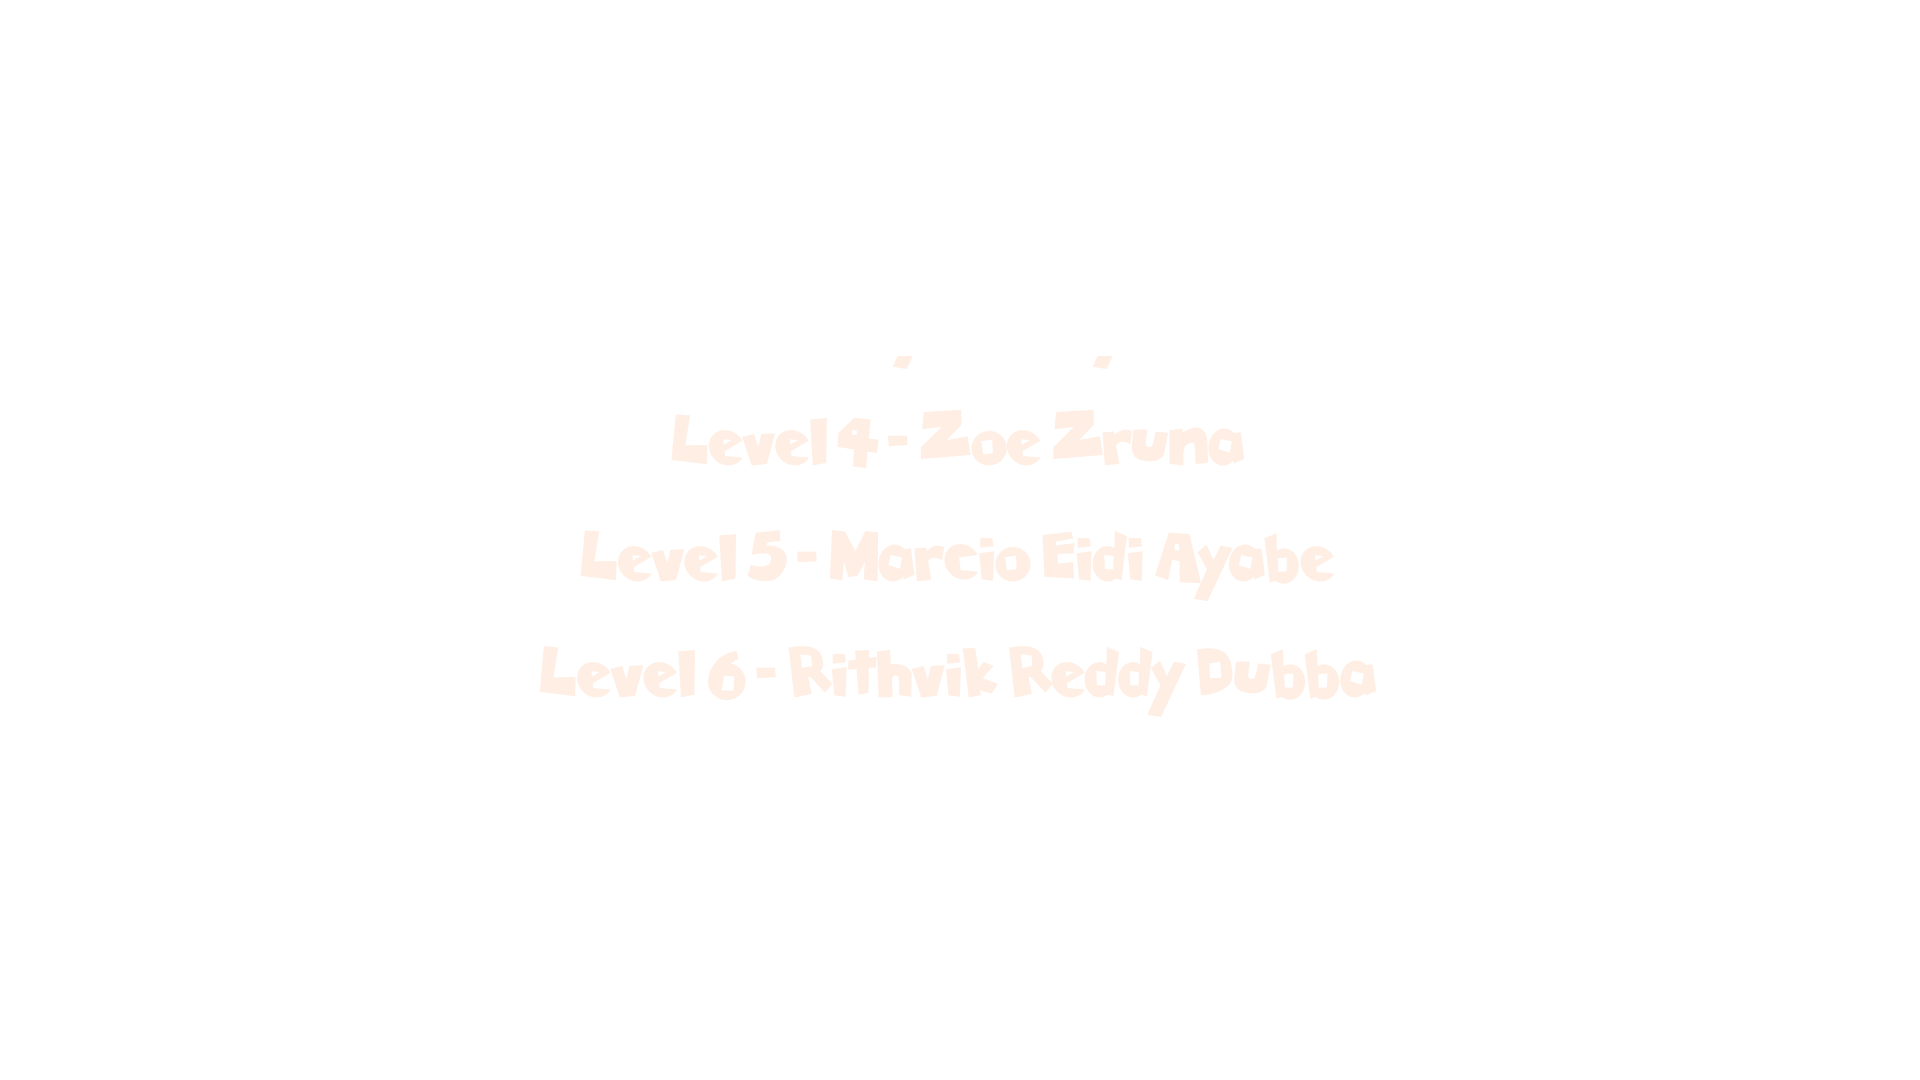 Level 4 - Zoe Zruna
Level 5 - Marcio Eidi Ayabe
Level 6 - Rithvik Reddy Dubba